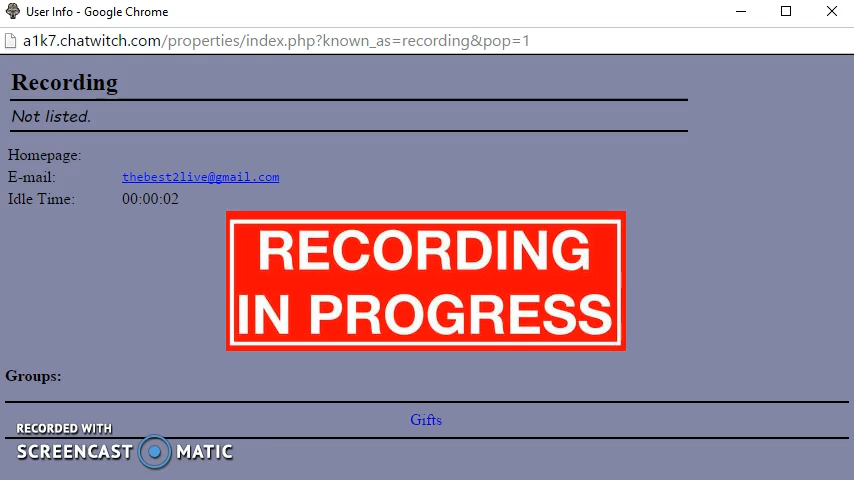 User Info - Google Chrome
a1k7.chatwitch.com/properties/index.php?known_as=recording&pop=1
Recording
Not listed.
Homepage:
E-mail: thebest2live@gmail.com
Idle Time: 00:00:02
RECORDING
IN PROGRESS
Groups:
Gifts
RECORDED WITH
SCREENCAST MATIC